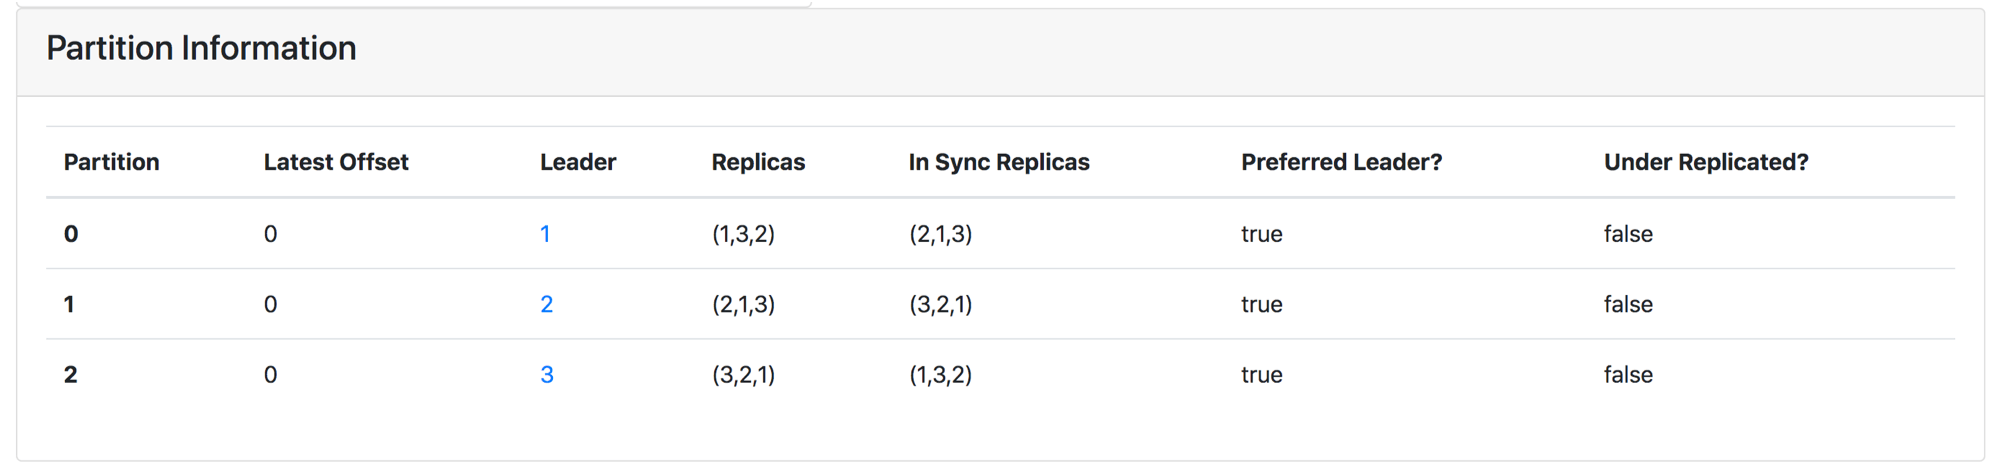 Partition Information
Partition Latest Offset Leader Replicas In Sync Replicas Preferred Leader? Under Replicated?
0 0 1 (1,3,2) (2,1,3) true false
1 0 2 (2,1,3) (3,2,1) true false
2 0 3 (3,2,1) (1,3,2) true false